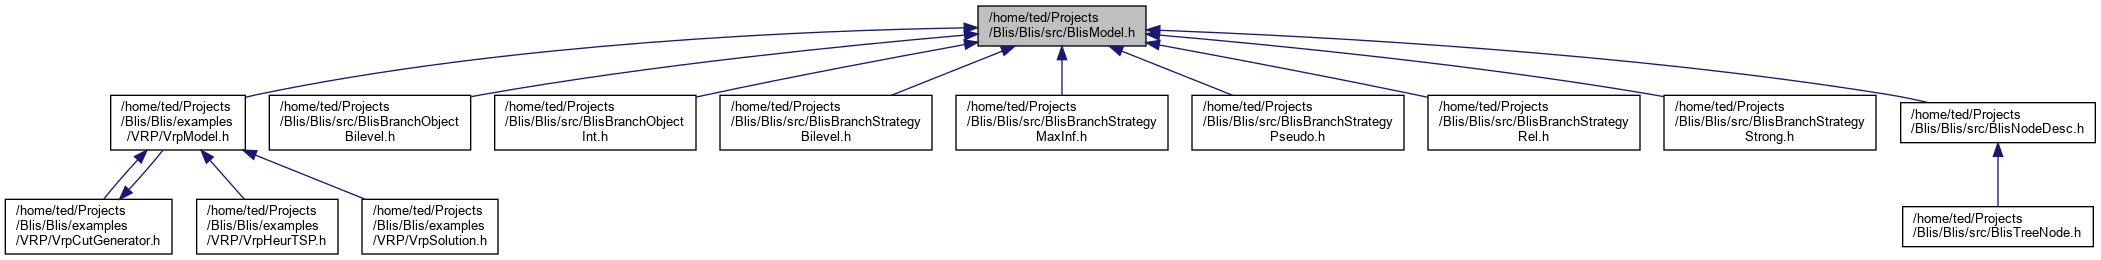 /home/ted/Projects
/Blis/Blis/src/BlisModel.h
/home/ted/Projects
/Blis/Blis/examples
/VRP/VrpModel.h
/home/ted/Projects
/Blis/Blis/src/BlisBranchObject
Bilevel.h
/home/ted/Projects
/Blis/Blis/src/BlisBranchObject
Int.h
/home/ted/Projects
/Blis/Blis/src/BlisBranchStrategy
Bilevel.h
/home/ted/Projects
/Blis/Blis/src/BlisBranchStrategy
MaxInf.h
/home/ted/Projects
/Blis/Blis/src/BlisBranchStrategy
Pseudo.h
/home/ted/Projects
/Blis/Blis/src/BlisBranchStrategy
Rel.h
/home/ted/Projects
/Blis/Blis/src/BlisBranchStrategy
Strong.h
/home/ted/Projects
/Blis/Blis/src/BlisNodeDesc.h
/home/ted/Projects
/Blis/Blis/examples
/VRP/VrpCutGenerator.h
/home/ted/Projects
/Blis/Blis/examples
/VRP/VrpHeurTSP.h
/home/ted/Projects
/Blis/Blis/examples
/VRP/VrpSolution.h
/home/ted/Projects
/Blis/Blis/src/BlisTreeNode.h